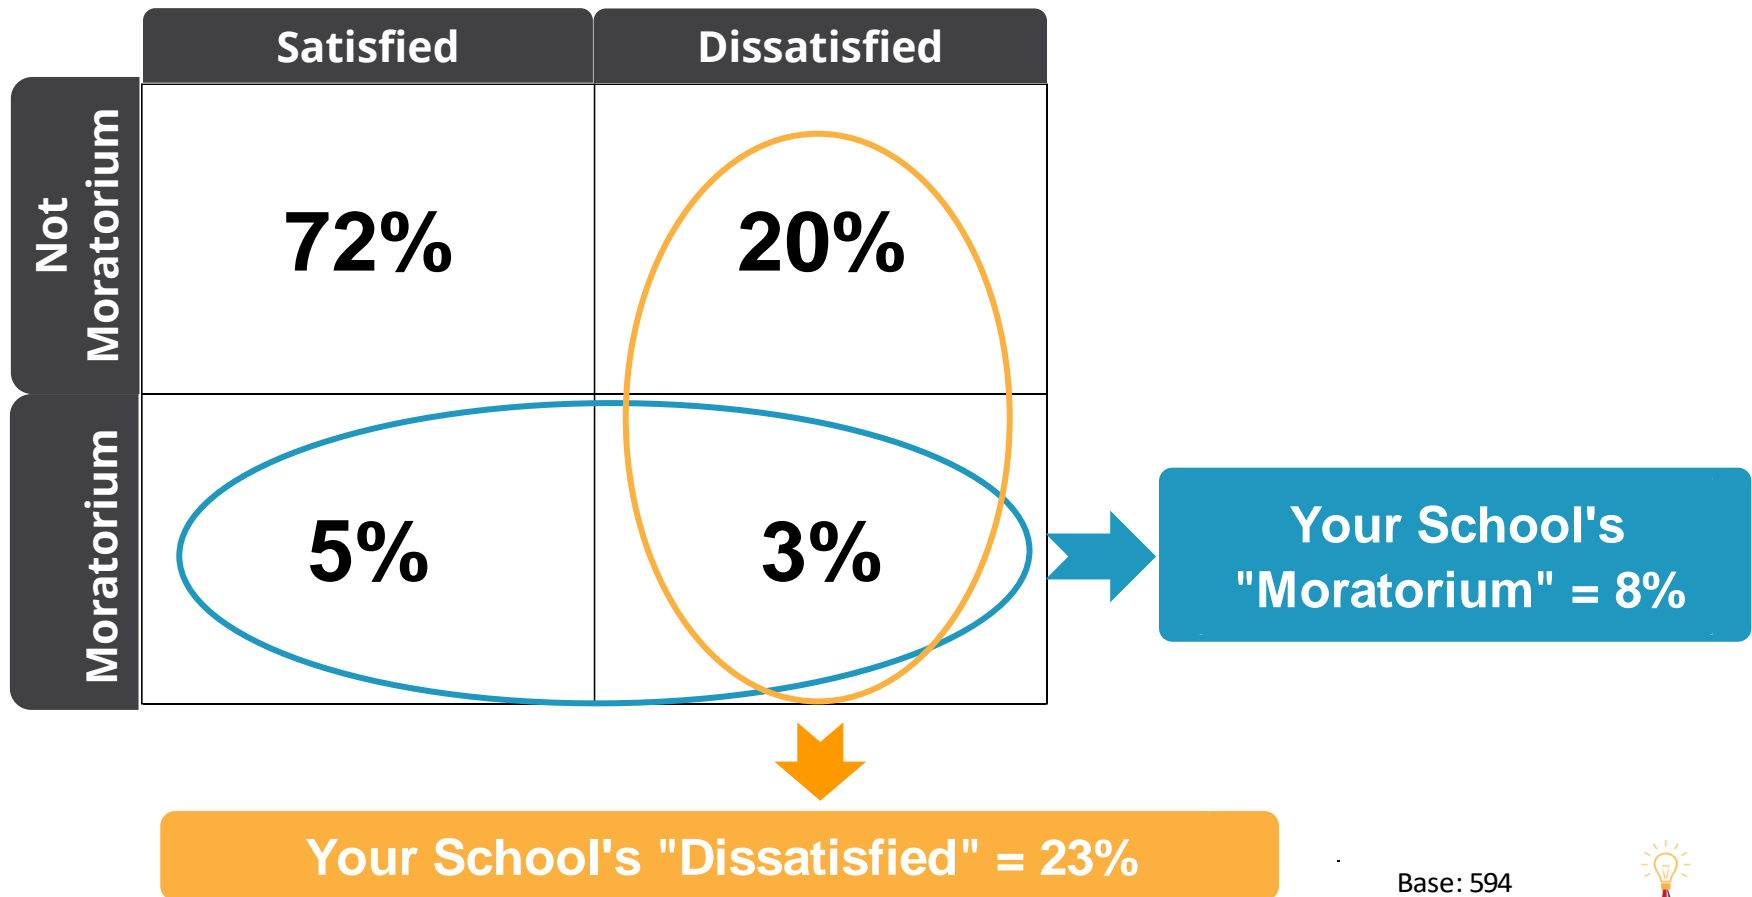 Satisfied
Dissatisfied
Not
Moratorium
72%
20%
Moratorium
5%
3%
Your School's
"Moratorium" = 8%
Your School's "Dissatisfied" = 23%
Base: 594